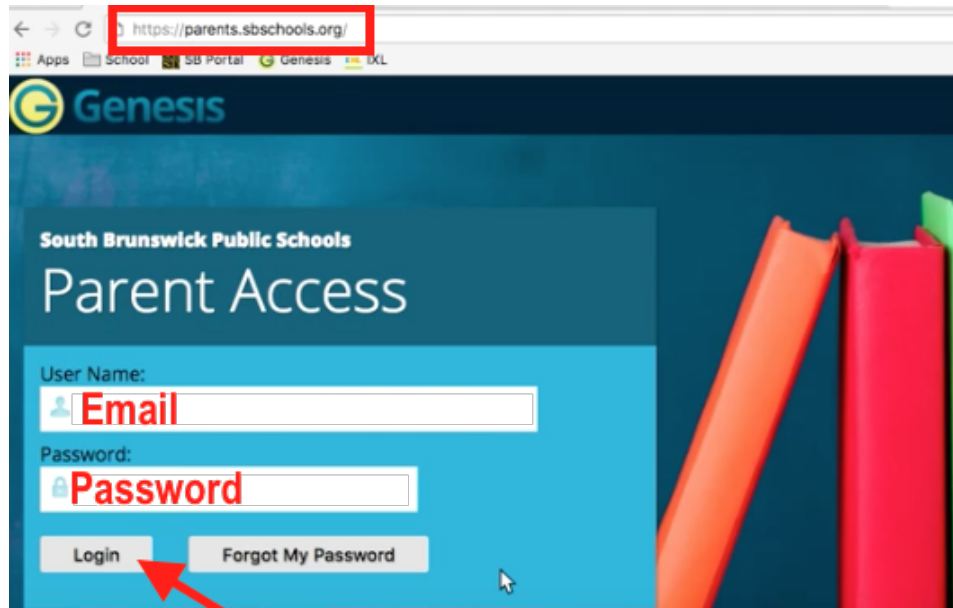 https://parents.sbschools.org/
Apps School SB Portal Genesis IXL
G Genesis
South Brunswick Public Schools
Parent Access
User Name:
Email
Password:
Password
Login Forgot My Password